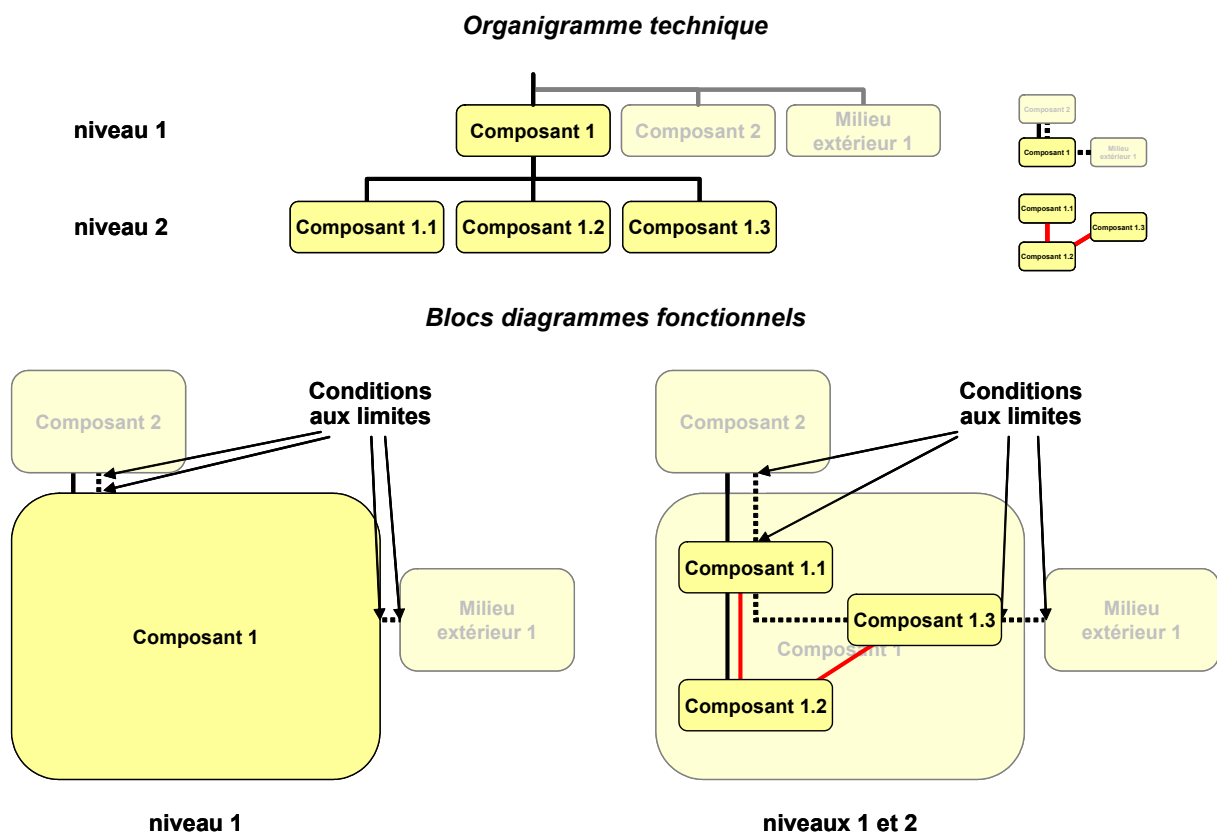 Organigramme technique
niveau 1
Composant 1
Composant 2
Milieu
extérieur 1
Composant 2
Composant 1
Milieu
extérieur 1
niveau 2
Composant 1.1
Composant 1.2
Composant 1.3
Composant 1.1
Composant 1.3
Composant 1.2
Blocs diagrammes fonctionnels
Composant 2
Conditions
aux limites
Composant 1
Milieu
extérieur 1
niveau 1
Composant 2
Conditions
aux limites
Composant 1.1
Composant 1.3
Composant 1
Composant 1.2
Milieu
extérieur 1
niveaux 1 et 2